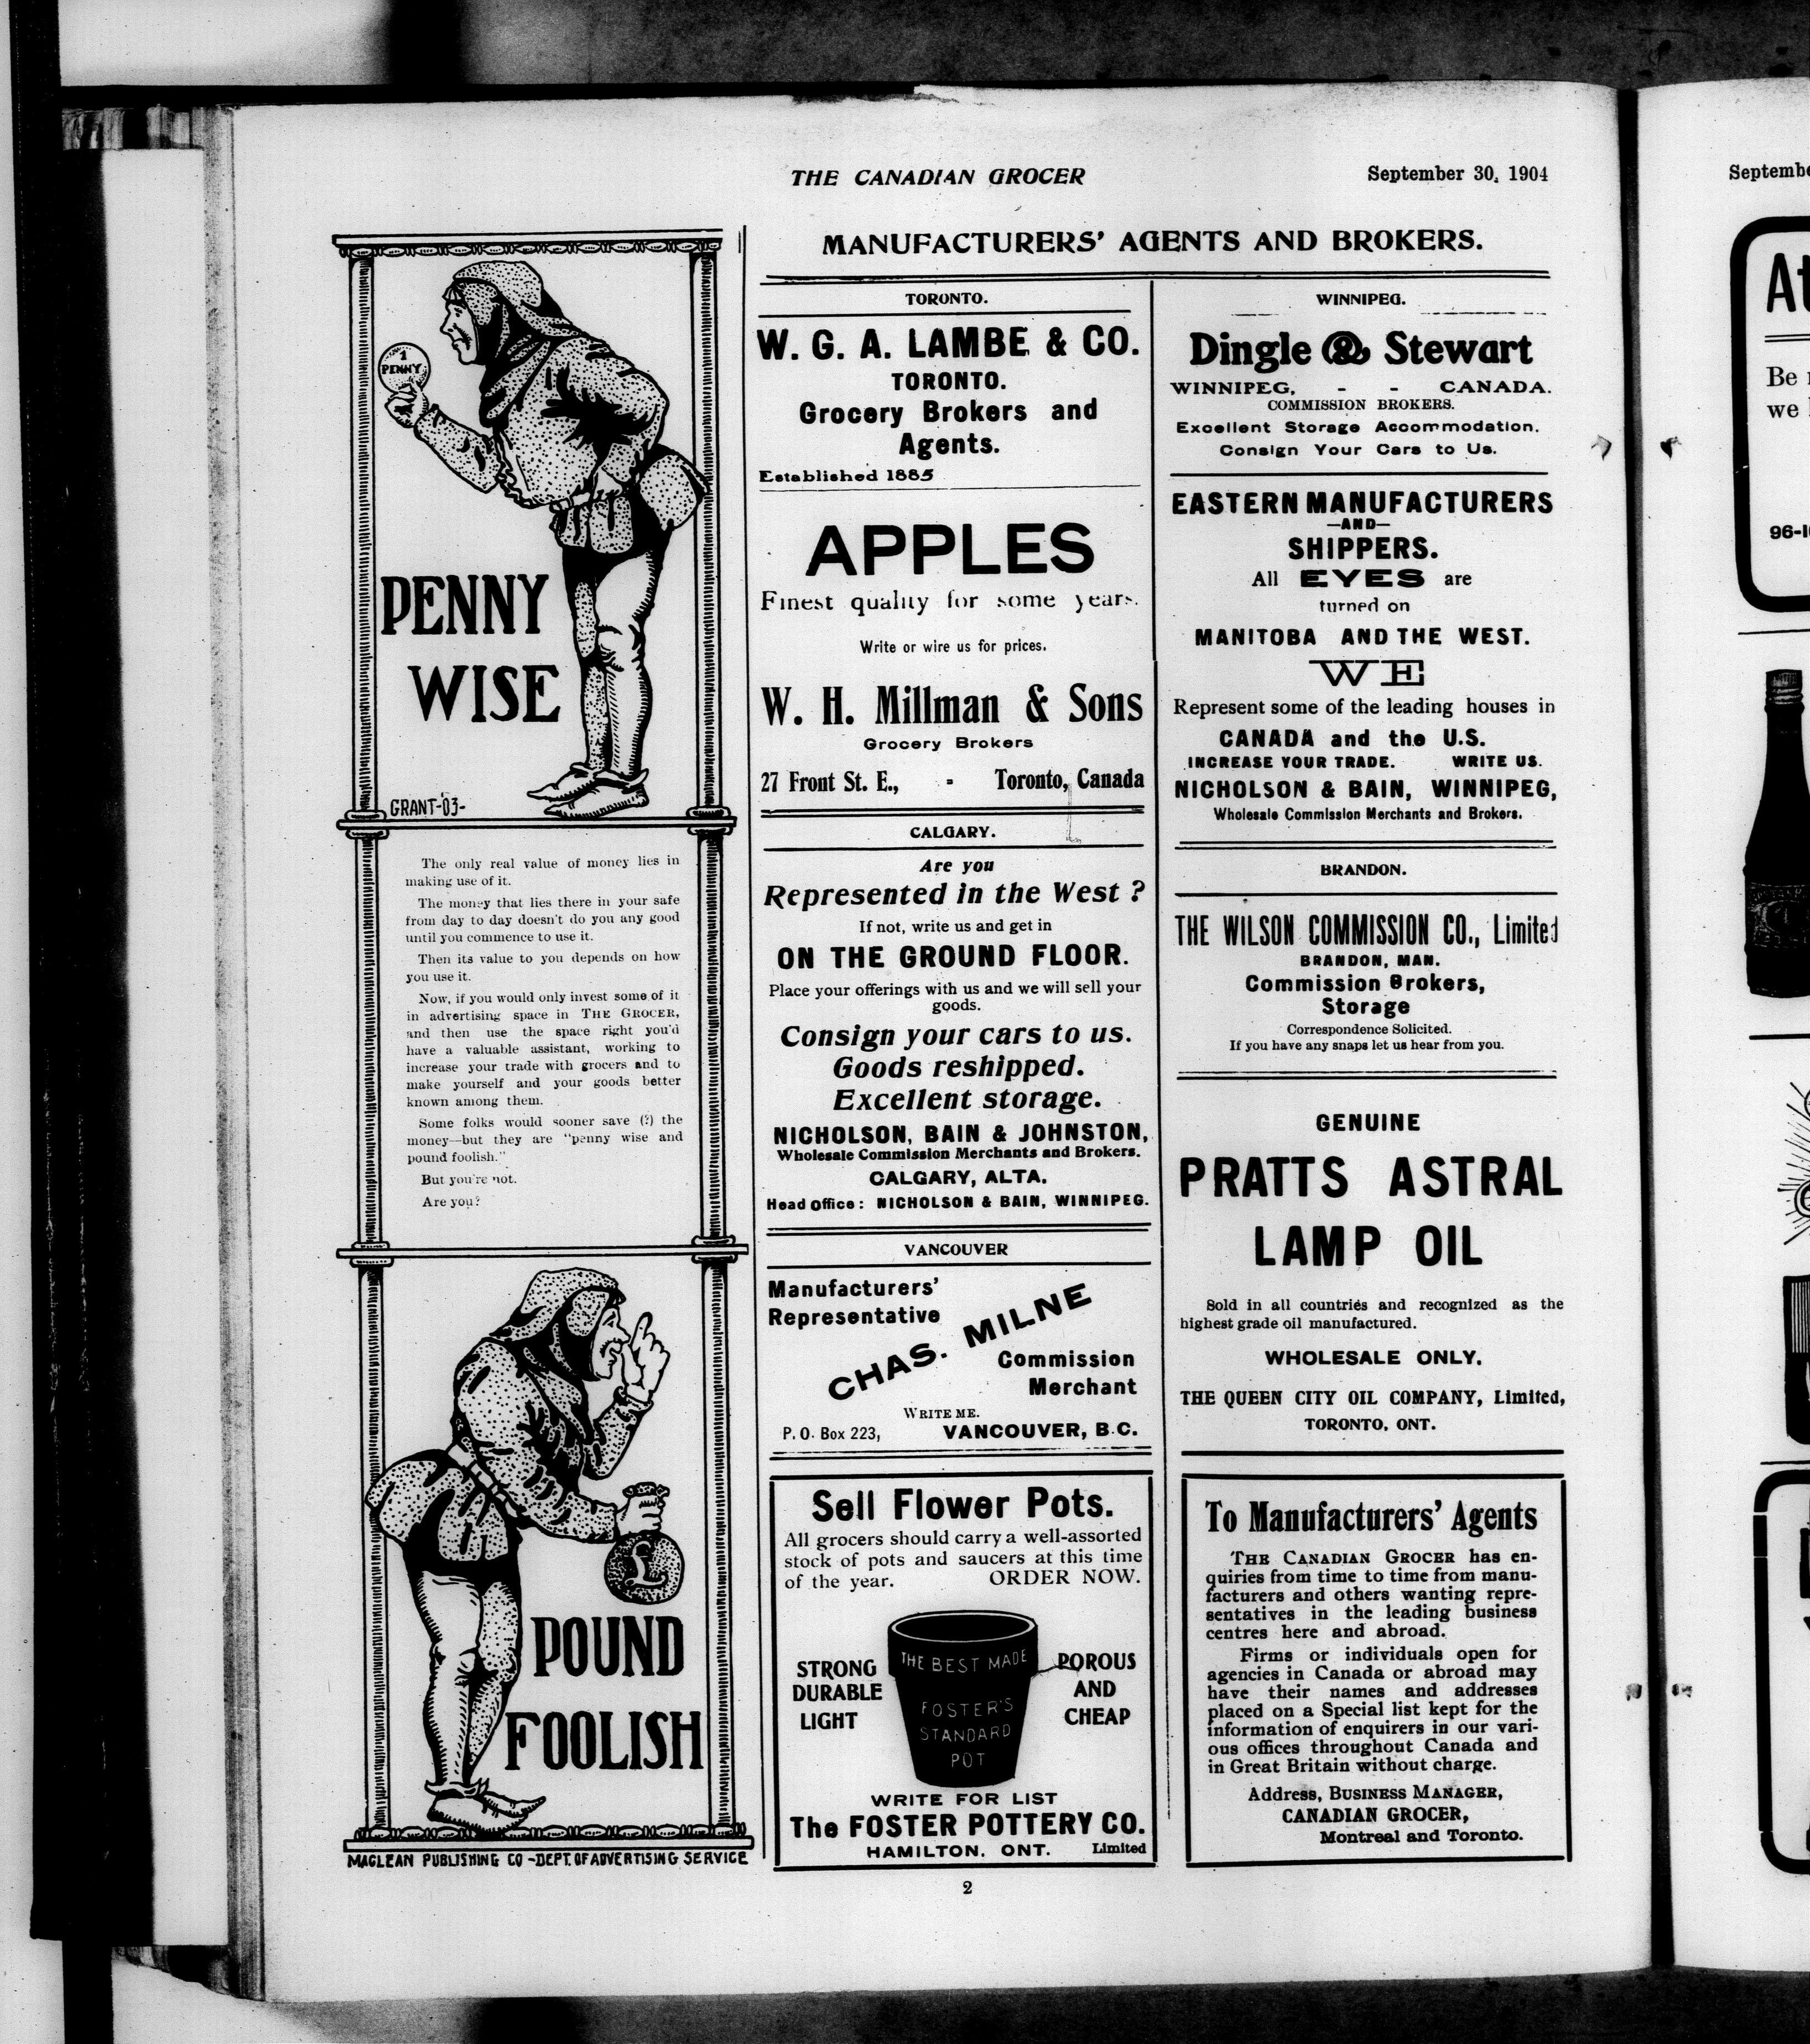 THE CANADIAN GROCER
September 30, 1904
1
PENNY
PENNY
WISE
GRANT-'03-
The only real value of money lies in
making use of it.
The money that lies there in your safe
from day to day doesn't do you any good
until you commence to use it.
Then its value to you depends on how
you use it.
Now, if you would only invest some of it
in advertising space in THE GROCER,
and then use the space right you'd
have a valuable assistant, working to
increase your trade with grocers and to
make yourself and your goods better
known among them.
Some folks would sooner save (?) the
money—but they are "penny wise and
pound foolish."
But you're not.
Are you?
£
POUND
FOOLISH
MACLEAN PUBLISHING CO -DEPT. OF ADVERTISING SERVICE
MANUFACTURERS' AGENTS AND BROKERS.
TORONTO.
W. G. A. LAMBE & CO.
TORONTO.
Grocery Brokers and
Agents.
Established 1885
APPLES
Finest quality for some years.
Write or wire us for prices.
W. H. Millman & Sons
Grocery Brokers
27 Front St. E., - Toronto, Canada
CALGARY.
Are you
Represented in the West ?
If not, write us and get in
ON THE GROUND FLOOR.
Place your offerings with us and we will sell your
goods.
Consign your cars to us.
Goods reshipped.
Excellent storage.
NICHOLSON, BAIN & JOHNSTON,
Wholesale Commission Merchants and Brokers.
CALGARY, ALTA.
Head Office: NICHOLSON & BAIN, WINNIPEG.
VANCOUVER
Manufacturers'
Representative
CHAS. MILNE
Commission
Merchant
WRITE ME.
P. O. Box 223, VANCOUVER, B.C.
Sell Flower Pots.
All grocers should carry a well-assorted
stock of pots and saucers at this time
of the year. ORDER NOW.
STRONG
DURABLE
LIGHT
THE BEST MADE
FOSTER'S
STANDARD
POT
POROUS
AND
CHEAP
WRITE FOR LIST
The FOSTER POTTERY CO.
HAMILTON, ONT. Limited
WINNIPEG.
Dingle & Stewart
WINNIPEG, - - CANADA.
COMMISSION BROKERS.
Excellent Storage Accommodation.
Consign Your Cars to Us.
EASTERN MANUFACTURERS
—AND—
SHIPPERS.
All EYES are
turned on
MANITOBA AND THE WEST.
WE
Represent some of the leading houses in
CANADA and the U.S.
INCREASE YOUR TRADE. WRITE US.
NICHOLSON & BAIN, WINNIPEG,
Wholesale Commission Merchants and Brokers.
BRANDON.
THE WILSON COMMISSION CO., Limited
BRANDON, MAN.
Commission Brokers,
Storage
Correspondence Solicited.
If you have any snaps let us hear from you.
GENUINE
PRATTS ASTRAL
LAMP OIL
Sold in all countries and recognized as the
highest grade oil manufactured.
WHOLESALE ONLY.
THE QUEEN CITY OIL COMPANY, Limited,
TORONTO, ONT.
To Manufacturers' Agents
THE CANADIAN GROCER has en-
quiries from time to time from manu-
facturers and others wanting repre-
sentatives in the leading business
centres here and abroad.
Firms or individuals open for
agencies in Canada or abroad may
have their names and addresses
placed on a Special list kept for the
information of enquirers in our vari-
ous offices throughout Canada and
in Great Britain without charge.
Address, BUSINESS MANAGER,
CANADIAN GROCER,
Montreal and Toronto.
2
Be
we